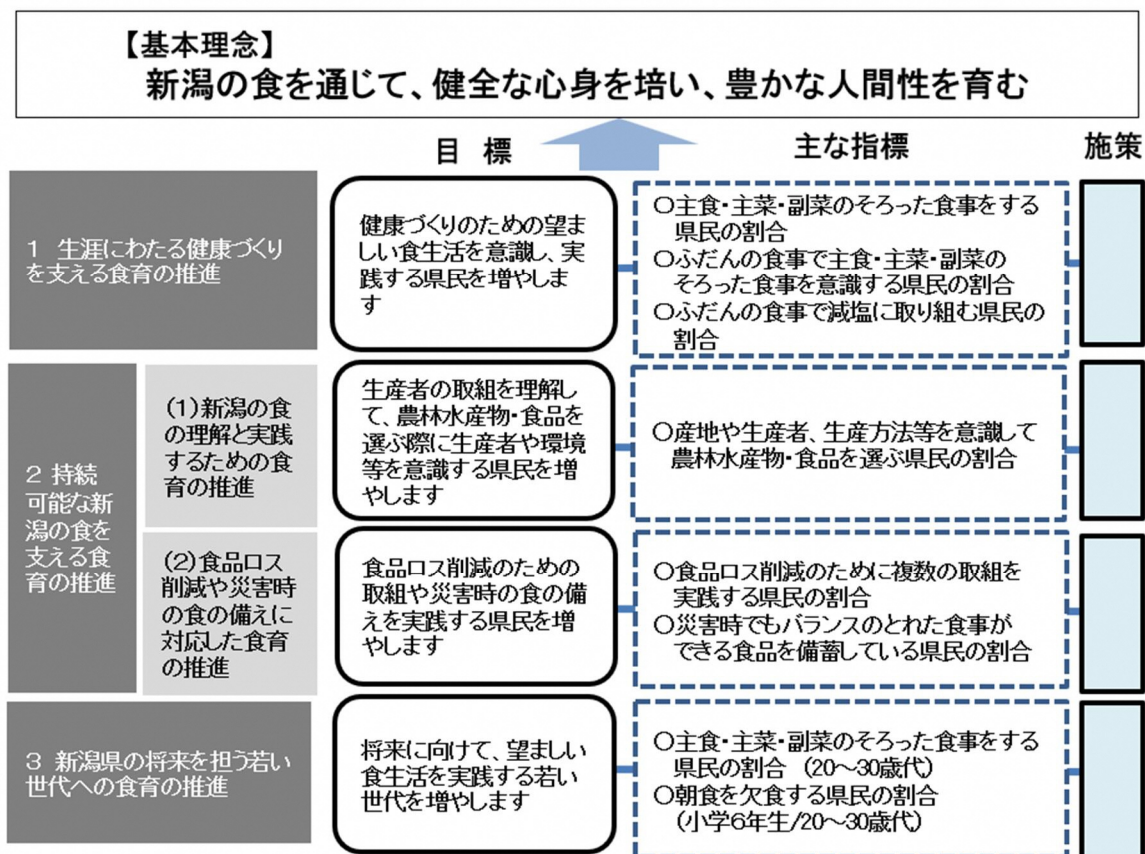 【基本理念】
新潟の食を通じて、健全な心身を培い、豊かな人間性を育む
目 標
主な指標
施策
1 生涯にわたる健康づくり
を支える食育の推進
健康づくりのための望ま
しい食生活を意識し、実
践する県民を増やしま
す
○主食・主菜・副菜のそろった食事をする
県民の割合
○ふだんの食事で主食・主菜・副菜の
そろった食事を意識する県民の割合
○ふだんの食事で減塩に取り組む県民の
割合
2 持続
可能な新
潟の食を
支える食
育の推進
(1)新潟の食
の理解と実践
するための食
育の推進
生産者の取組を理解し
て、農林水産物・食品を
選ぶ際に生産者や環境
等を意識する県民を増
やします
○産地や生産者、生産方法等を意識して
農林水産物・食品を選ぶ県民の割合
(2)食品ロス
削減や災害時
の食の備えに
対応した食育
の推進
食品ロス削減のための
取組や災害時の食の備
えを実践する県民を増
やします
○食品ロス削減のために複数の取組を
実践する県民の割合
○災害時でもバランスのとれた食事が
できる食品を備蓄している県民の割合
3 新潟県の将来を担う若い
世代への食育の推進
将来に向けて、望ましい
食生活を実践する若い
世代を増やします
○主食・主菜・副菜のそろった食事をする
県民の割合 (20～30歳代)
○朝食を欠食する県民の割合
(小学6年生/20～30歳代)